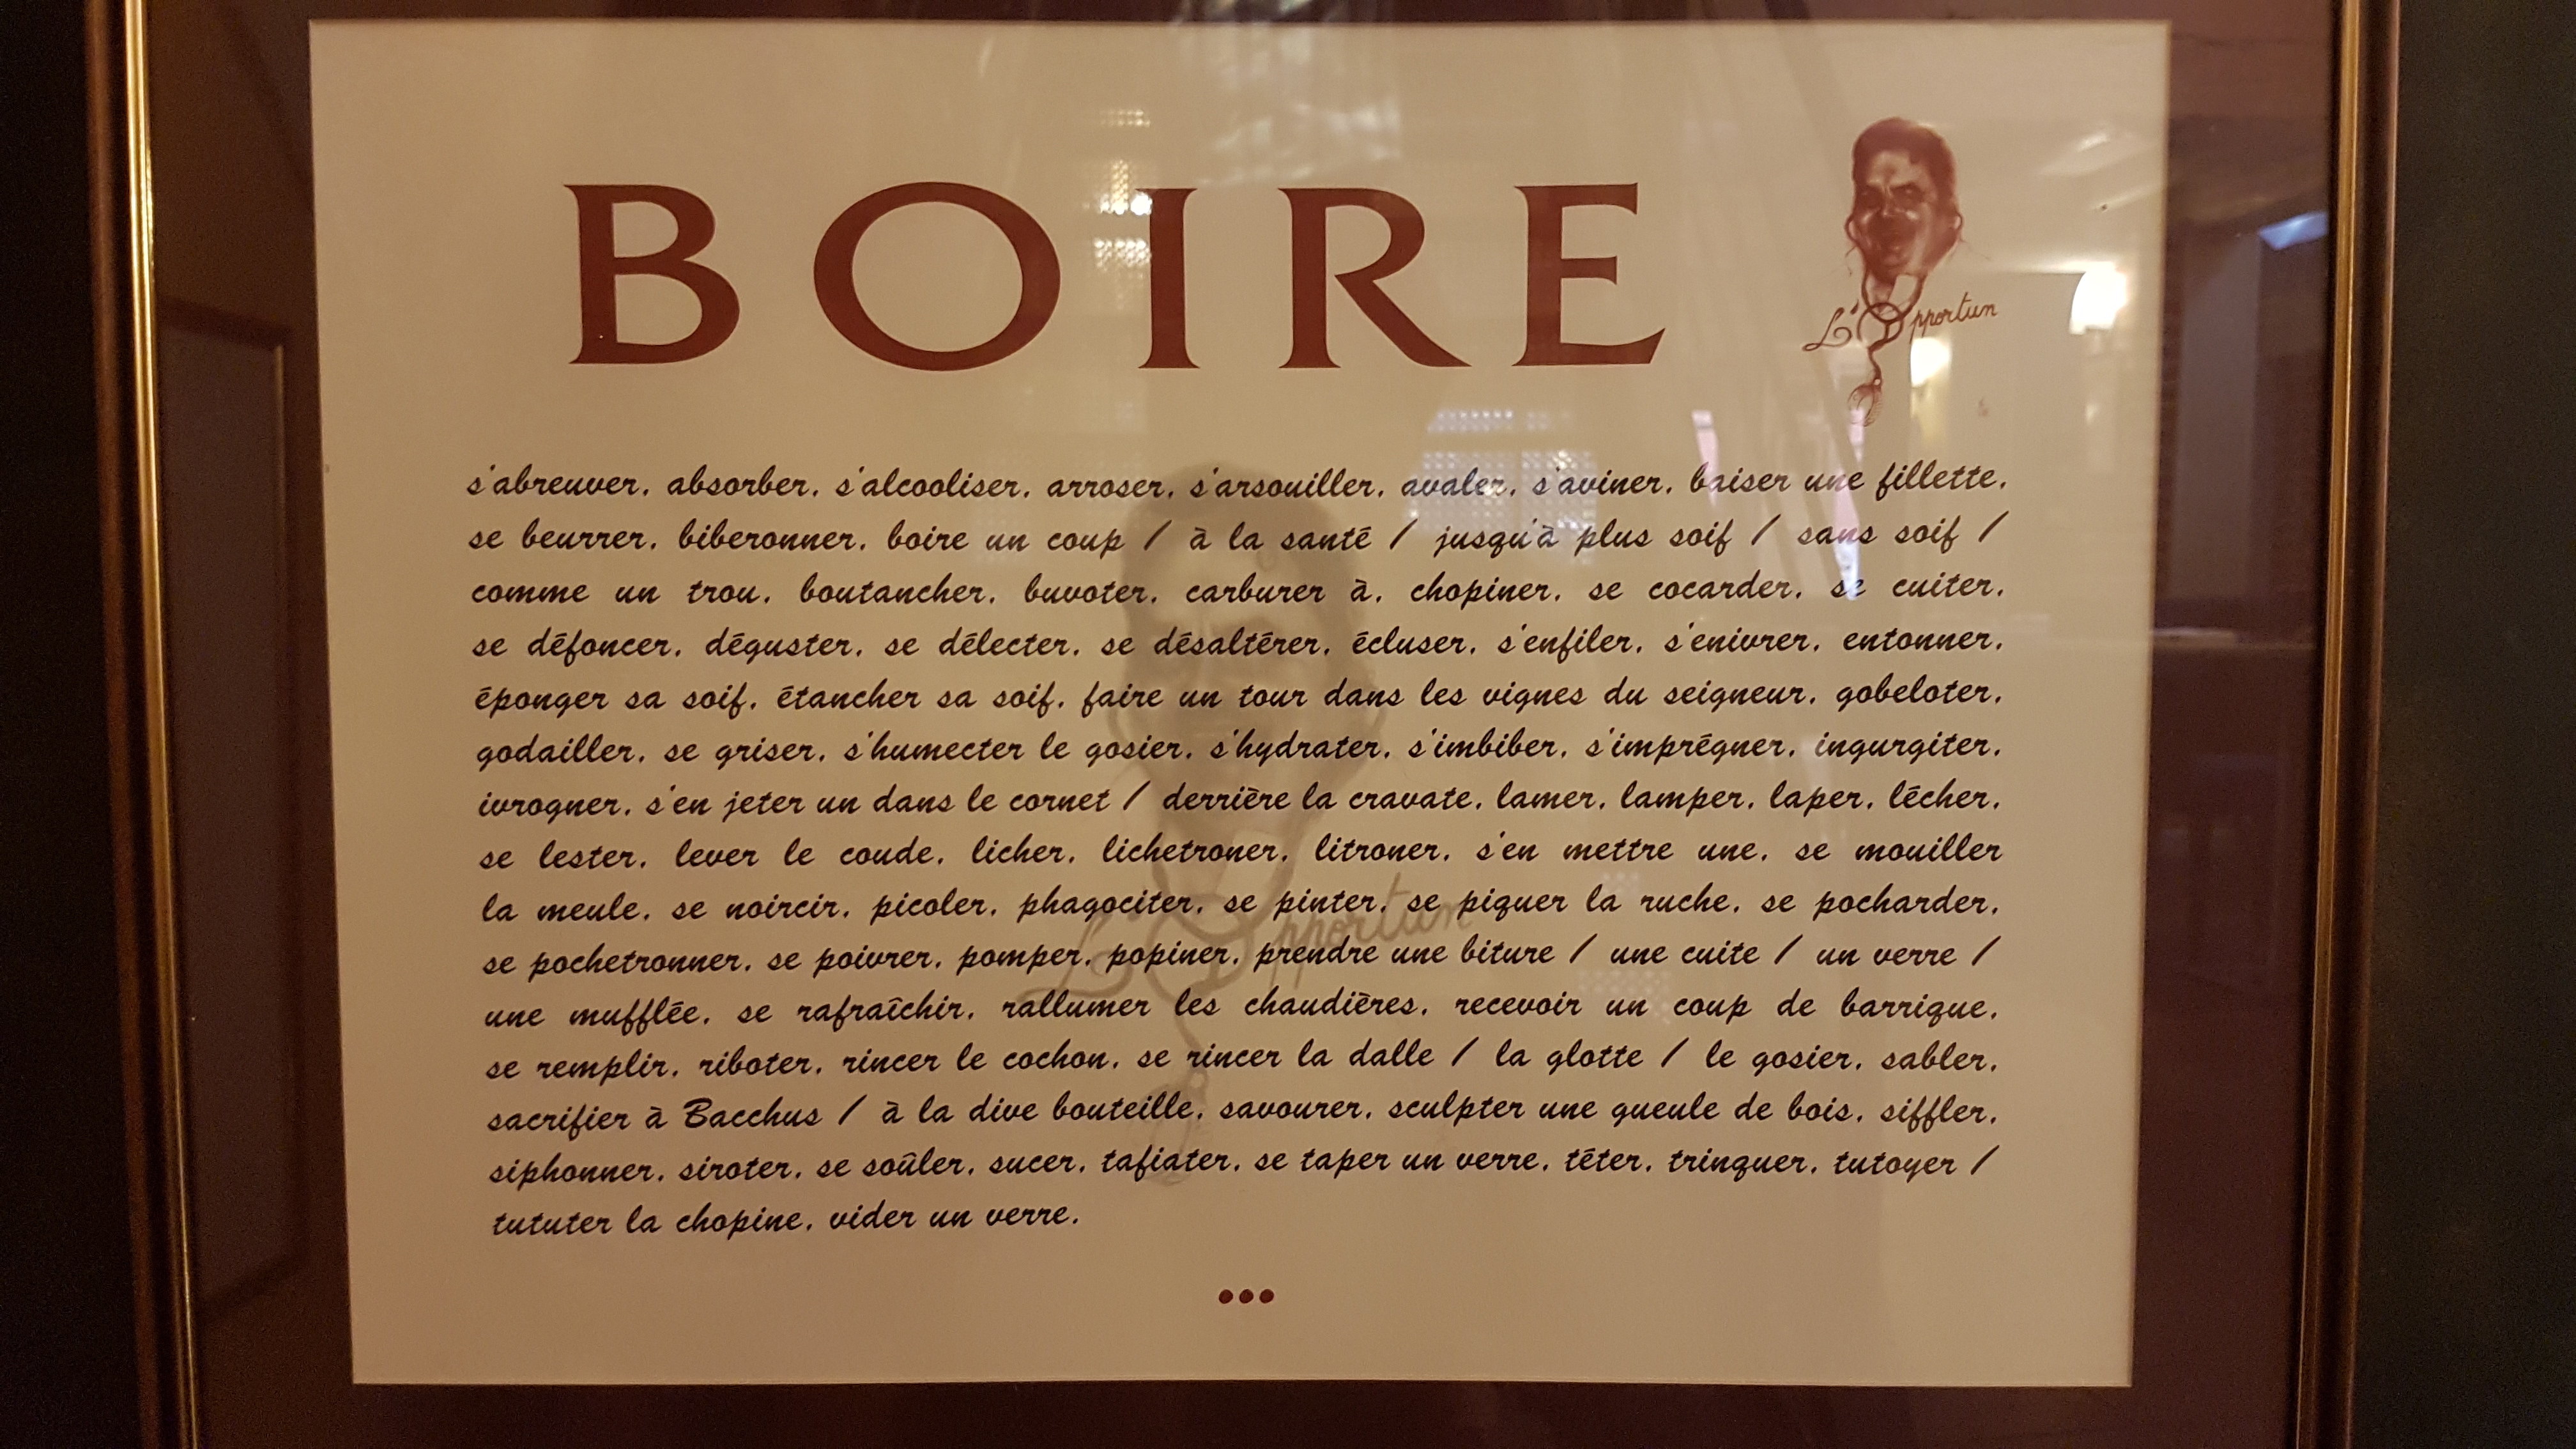 BOIRE
L'Opportun
s'abreuver, absorber, s'alcooliser, arroser, s'arsouiller, avaler, s'aviner, baiser une fillette,
se beurrer, biberonner, boire un coup / à la santé / jusqu'à plus soif / sans soif /
comme un trou, boutancher, buvoter, carburer à, chopiner, se cocarder, se cuiter,
se défoncer, déguster, se délecter, se désaltérer, écluser, s'enfiler, s'enivrer, entonner,
éponger sa soif, étancher sa soif, faire un tour dans les vignes du seigneur, gobeloter,
godailler, se griser, s'humecter le gosier, s'hydrater, s'imbiber, s'imprégner, ingurgiter,
ivrogner, s'en jeter un dans le cornet / derrière la cravate, lamer, lamper, laper, lécher,
se lester, lever le coude, licher, lichetroner, litroner, s'en mettre une, se mouiller
la meule, se noircir, picoler, phagociter, se pinter, se piquer la ruche, se pocharder,
se pochetronner, se poivrer, pomper, popiner, prendre une biture / une cuite / un verre /
une mufflée, se rafraîchir, rallumer les chaudières, recevoir un coup de barrique,
se remplir, riboter, rincer le cochon, se rincer la dalle / la glotte / le gosier, sabler,
sacrifier à Bacchus / à la dive bouteille, savourer, sculpter une gueule de bois, siffler,
siphonner, siroter, se soûler, sucer, tafiater, se taper un verre, téter, trinquer, tutoyer /
tututer la chopine, vider un verre.
•••
L'Opportun